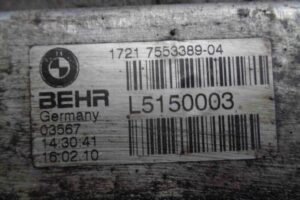 1721 7553389-04
BEHR
L5150003
Germany
03567
14:30:41
16.02.10